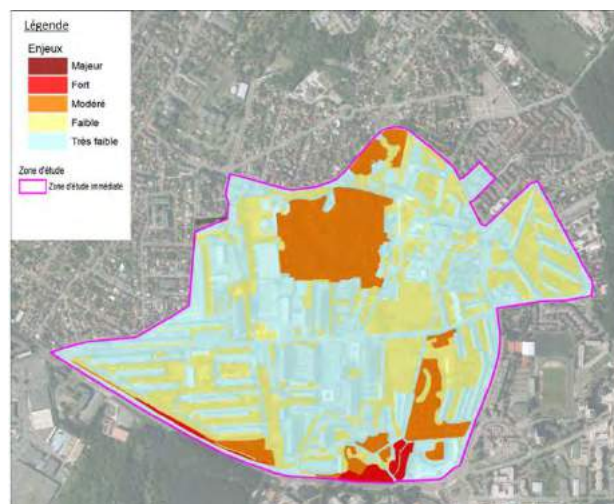 Légende
Enjeux
Majeur
Fort
Modéré
Faible
Très faible
Zone d'étude
Zone d'étude immédiate